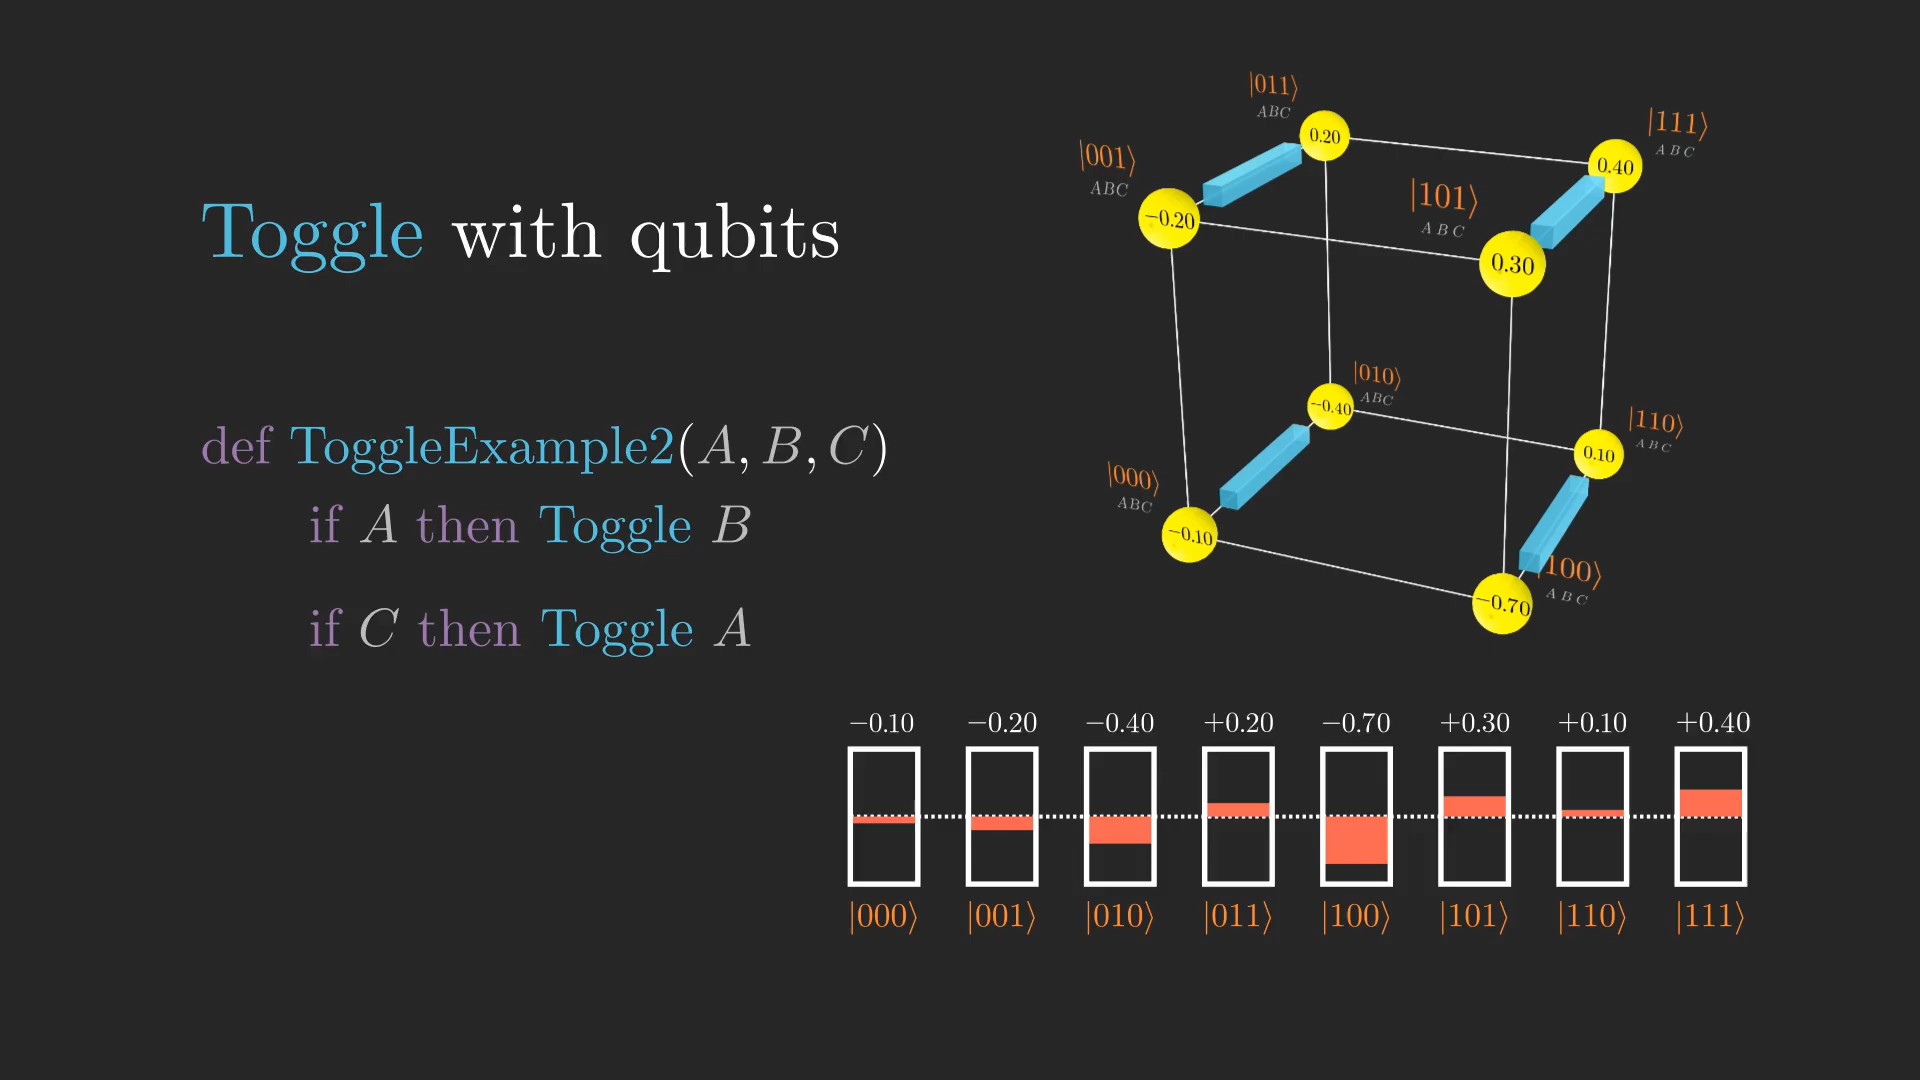 Toggle with qubits
def ToggleExample2(A, B, C)
if A then Toggle B
if C then Toggle A
|011⟩
ABC
0.20
|111⟩
ABC
0.40
|001⟩
ABC
−0.20
|101⟩
ABC
0.30
|010⟩
ABC
−0.40
|110⟩
ABC
0.10
|000⟩
ABC
−0.10
|100⟩
ABC
−0.70
−0.10 −0.20 −0.40 +0.20 −0.70 +0.30 +0.10 +0.40
|000⟩ |001⟩ |010⟩ |011⟩ |100⟩ |101⟩ |110⟩ |111⟩